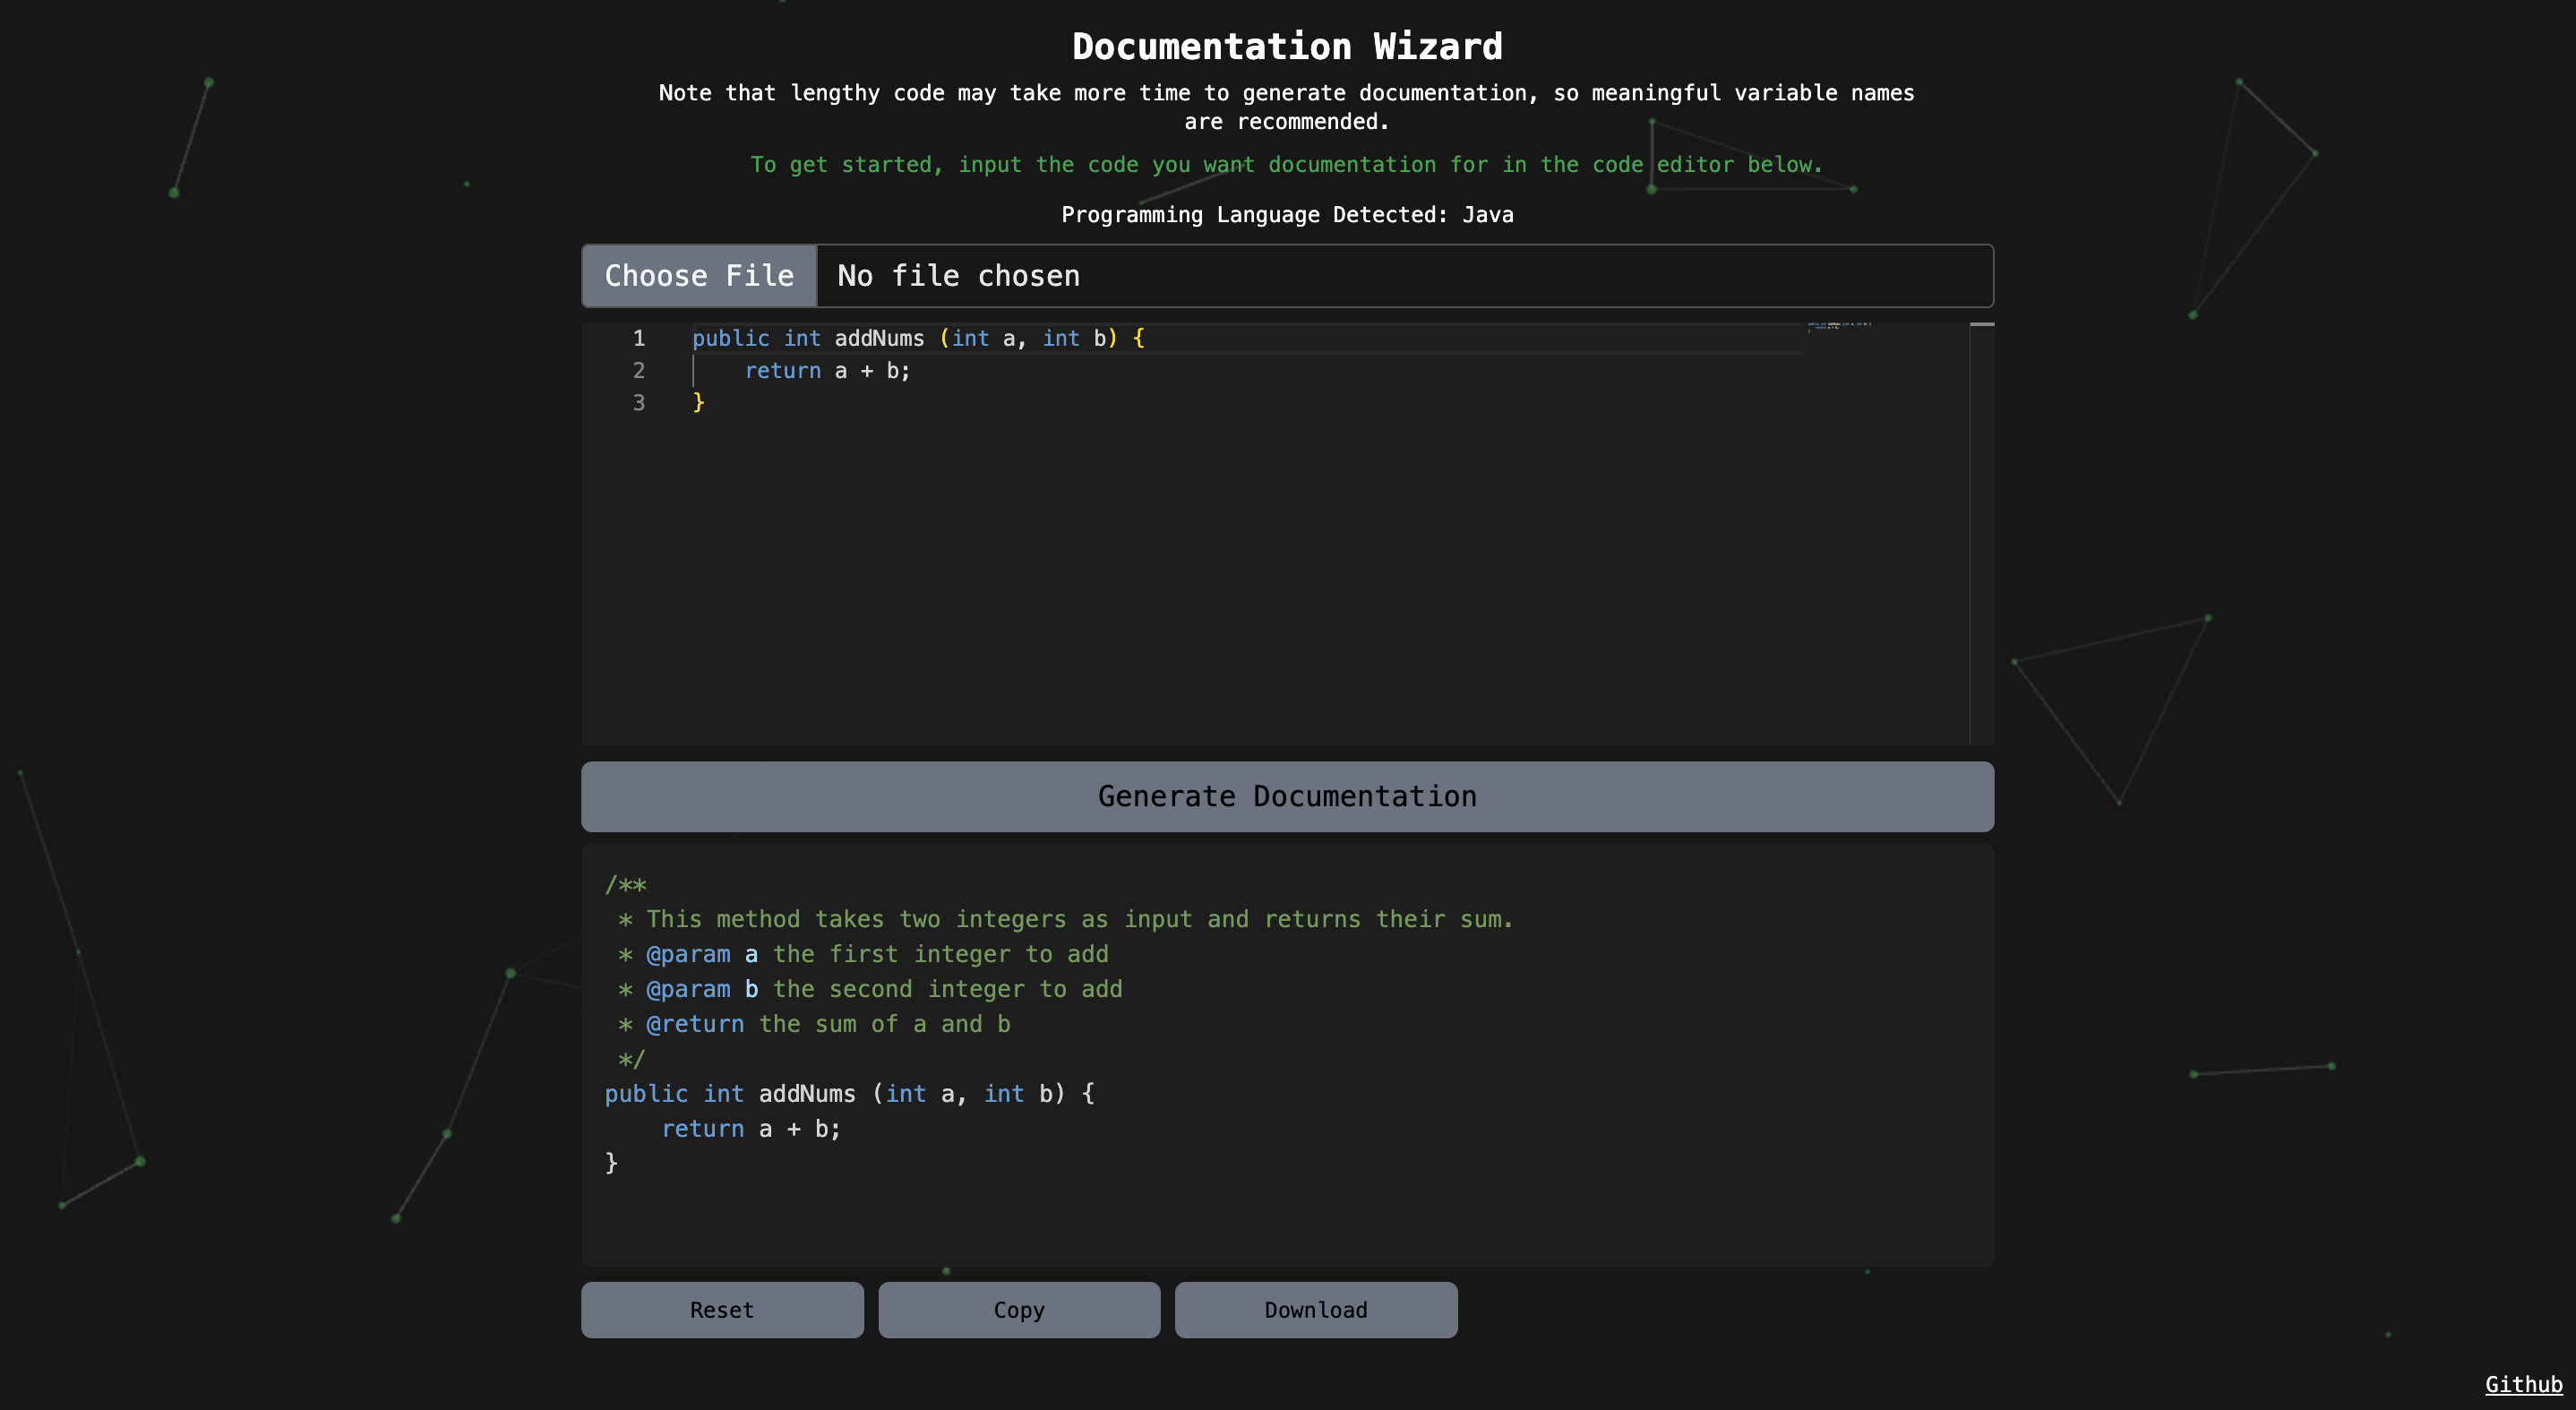 Documentation Wizard
Note that lengthy code may take more time to generate documentation, so meaningful variable names
are recommended.
To get started, input the code you want documentation for in the code editor below.
Programming Language Detected: Java
Choose File No file chosen
1 public int addNums (int a, int b) {
2     return a + b;
3 }
Generate Documentation
/**
 * This method takes two integers as input and returns their sum.
 * @param a the first integer to add
 * @param b the second integer to add
 * @return the sum of a and b
 */
public int addNums (int a, int b) {
    return a + b;
}
Reset Copy Download
Github